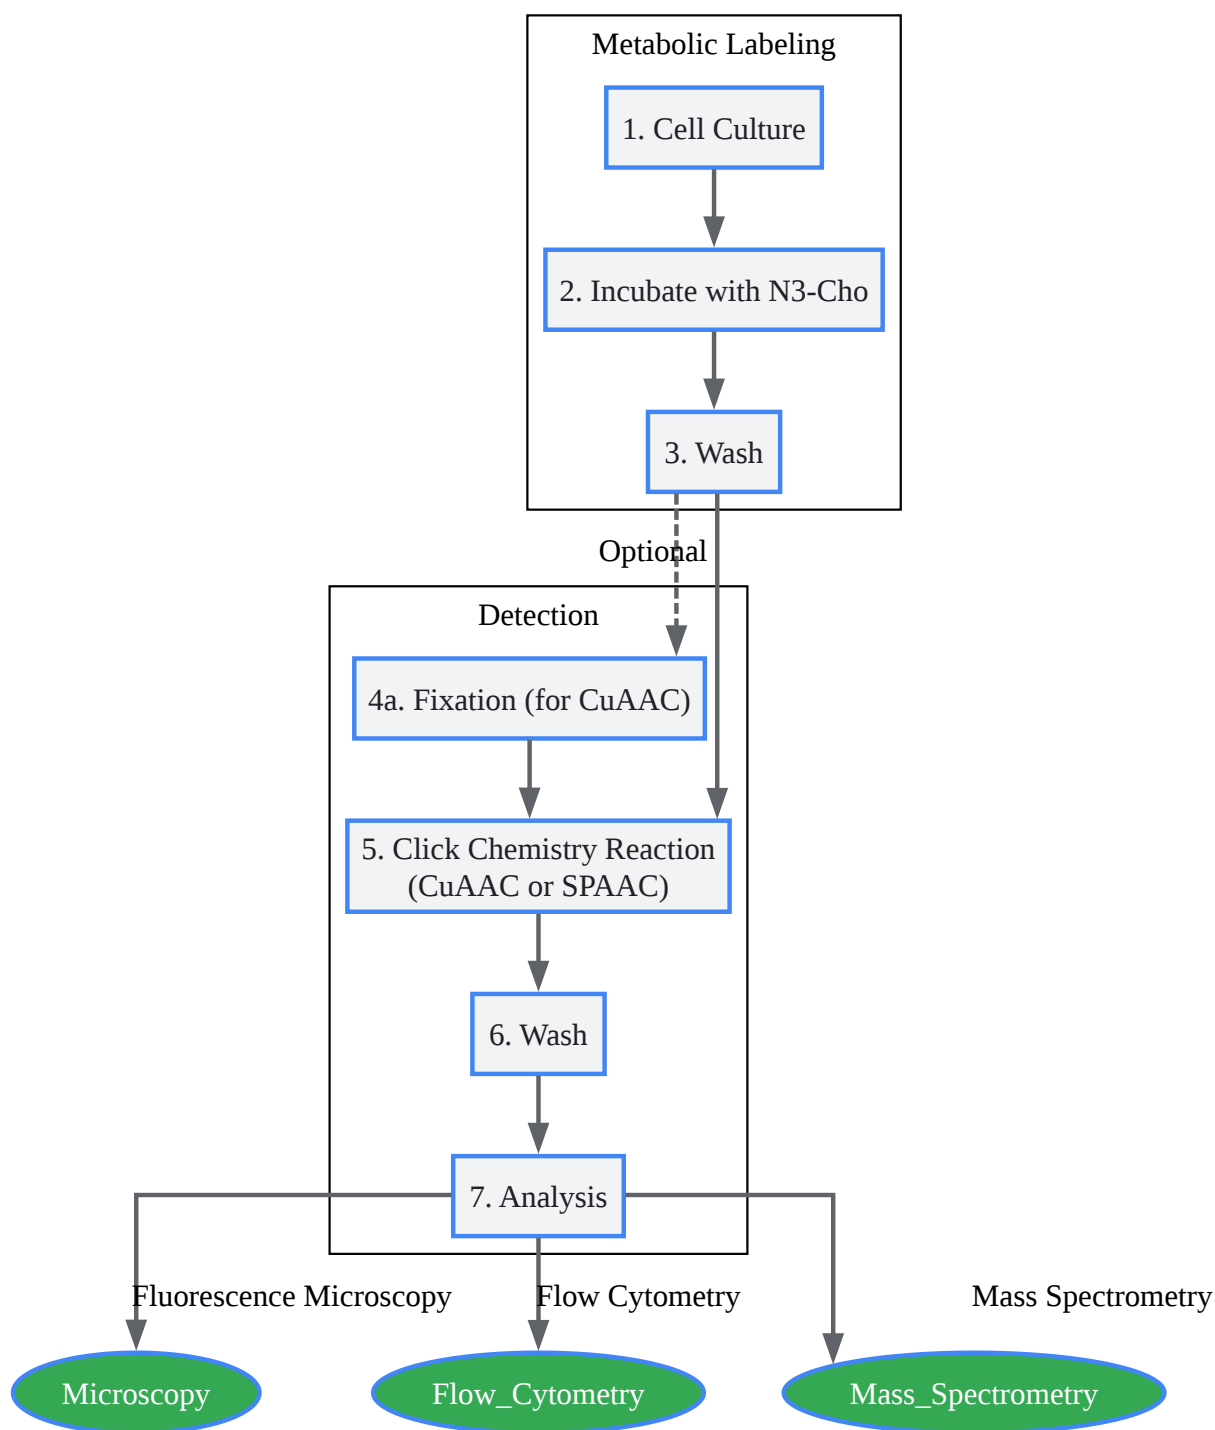 Metabolic Labeling
1. Cell Culture
2. Incubate with N3-Cho
3. Wash
Optional
Detection
4a. Fixation (for CuAAC)
5. Click Chemistry Reaction
(CuAAC or SPAAC)
6. Wash
7. Analysis
Fluorescence Microscopy
Flow Cytometry
Mass Spectrometry
Microscopy
Flow_Cytometry
Mass_Spectrometry